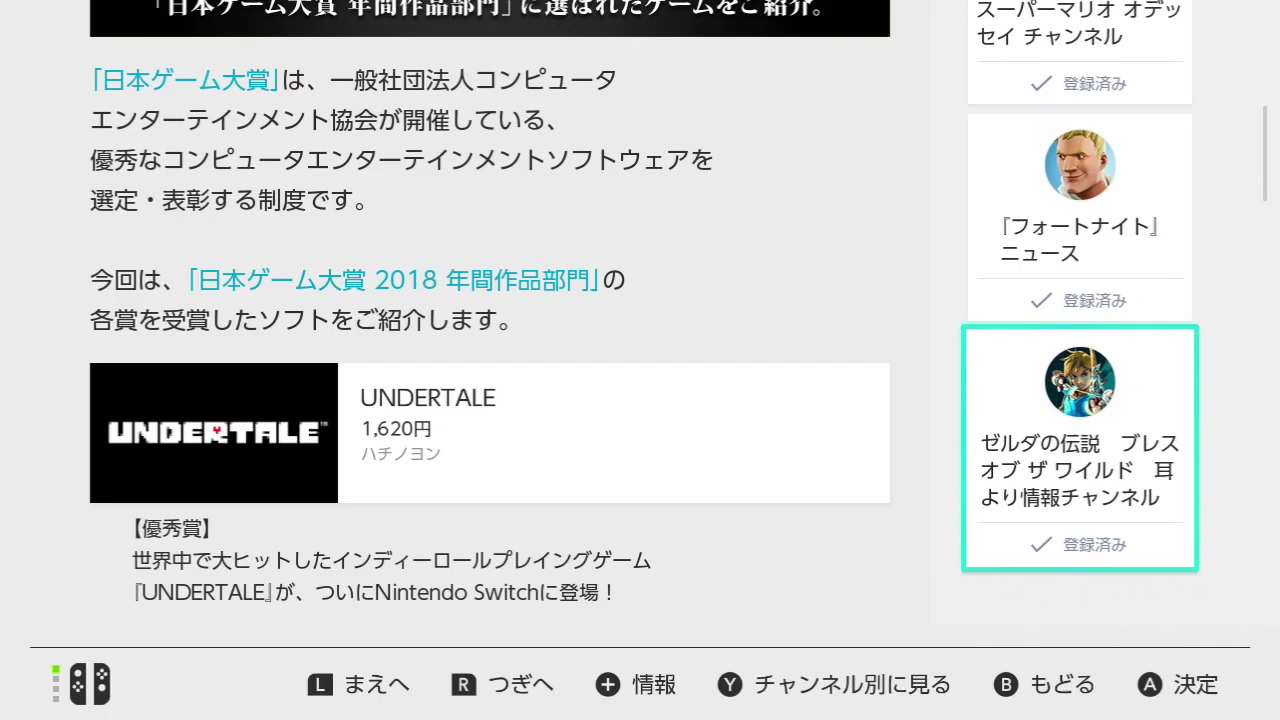 「日本ゲーム大賞 年間作品部門」に選ばれたゲームをご紹介。
「日本ゲーム大賞」は、一般社団法人コンピュータ
エンターテインメント協会が開催している、
優秀なコンピュータエンターテインメントソフトウェアを
選定・表彰する制度です。
今回は、「日本ゲーム大賞 2018 年間作品部門」の
各賞を受賞したソフトをご紹介します。
UNDERTALE™
UNDERTALE
1,620円
ハチノヨン
【優秀賞】
世界中で大ヒットしたインディーロールプレイングゲーム
『UNDERTALE』が、ついにNintendo Switchに登場！
スーパーマリオ オデッ
セイ チャンネル
登録済み
『フォートナイト』
ニュース
登録済み
ゼルダの伝説　ブレス
オブ ザ ワイルド　耳
より情報チャンネル
登録済み
L まえへ
R つぎへ
+ 情報
Y チャンネル別に見る
B もどる
A 決定